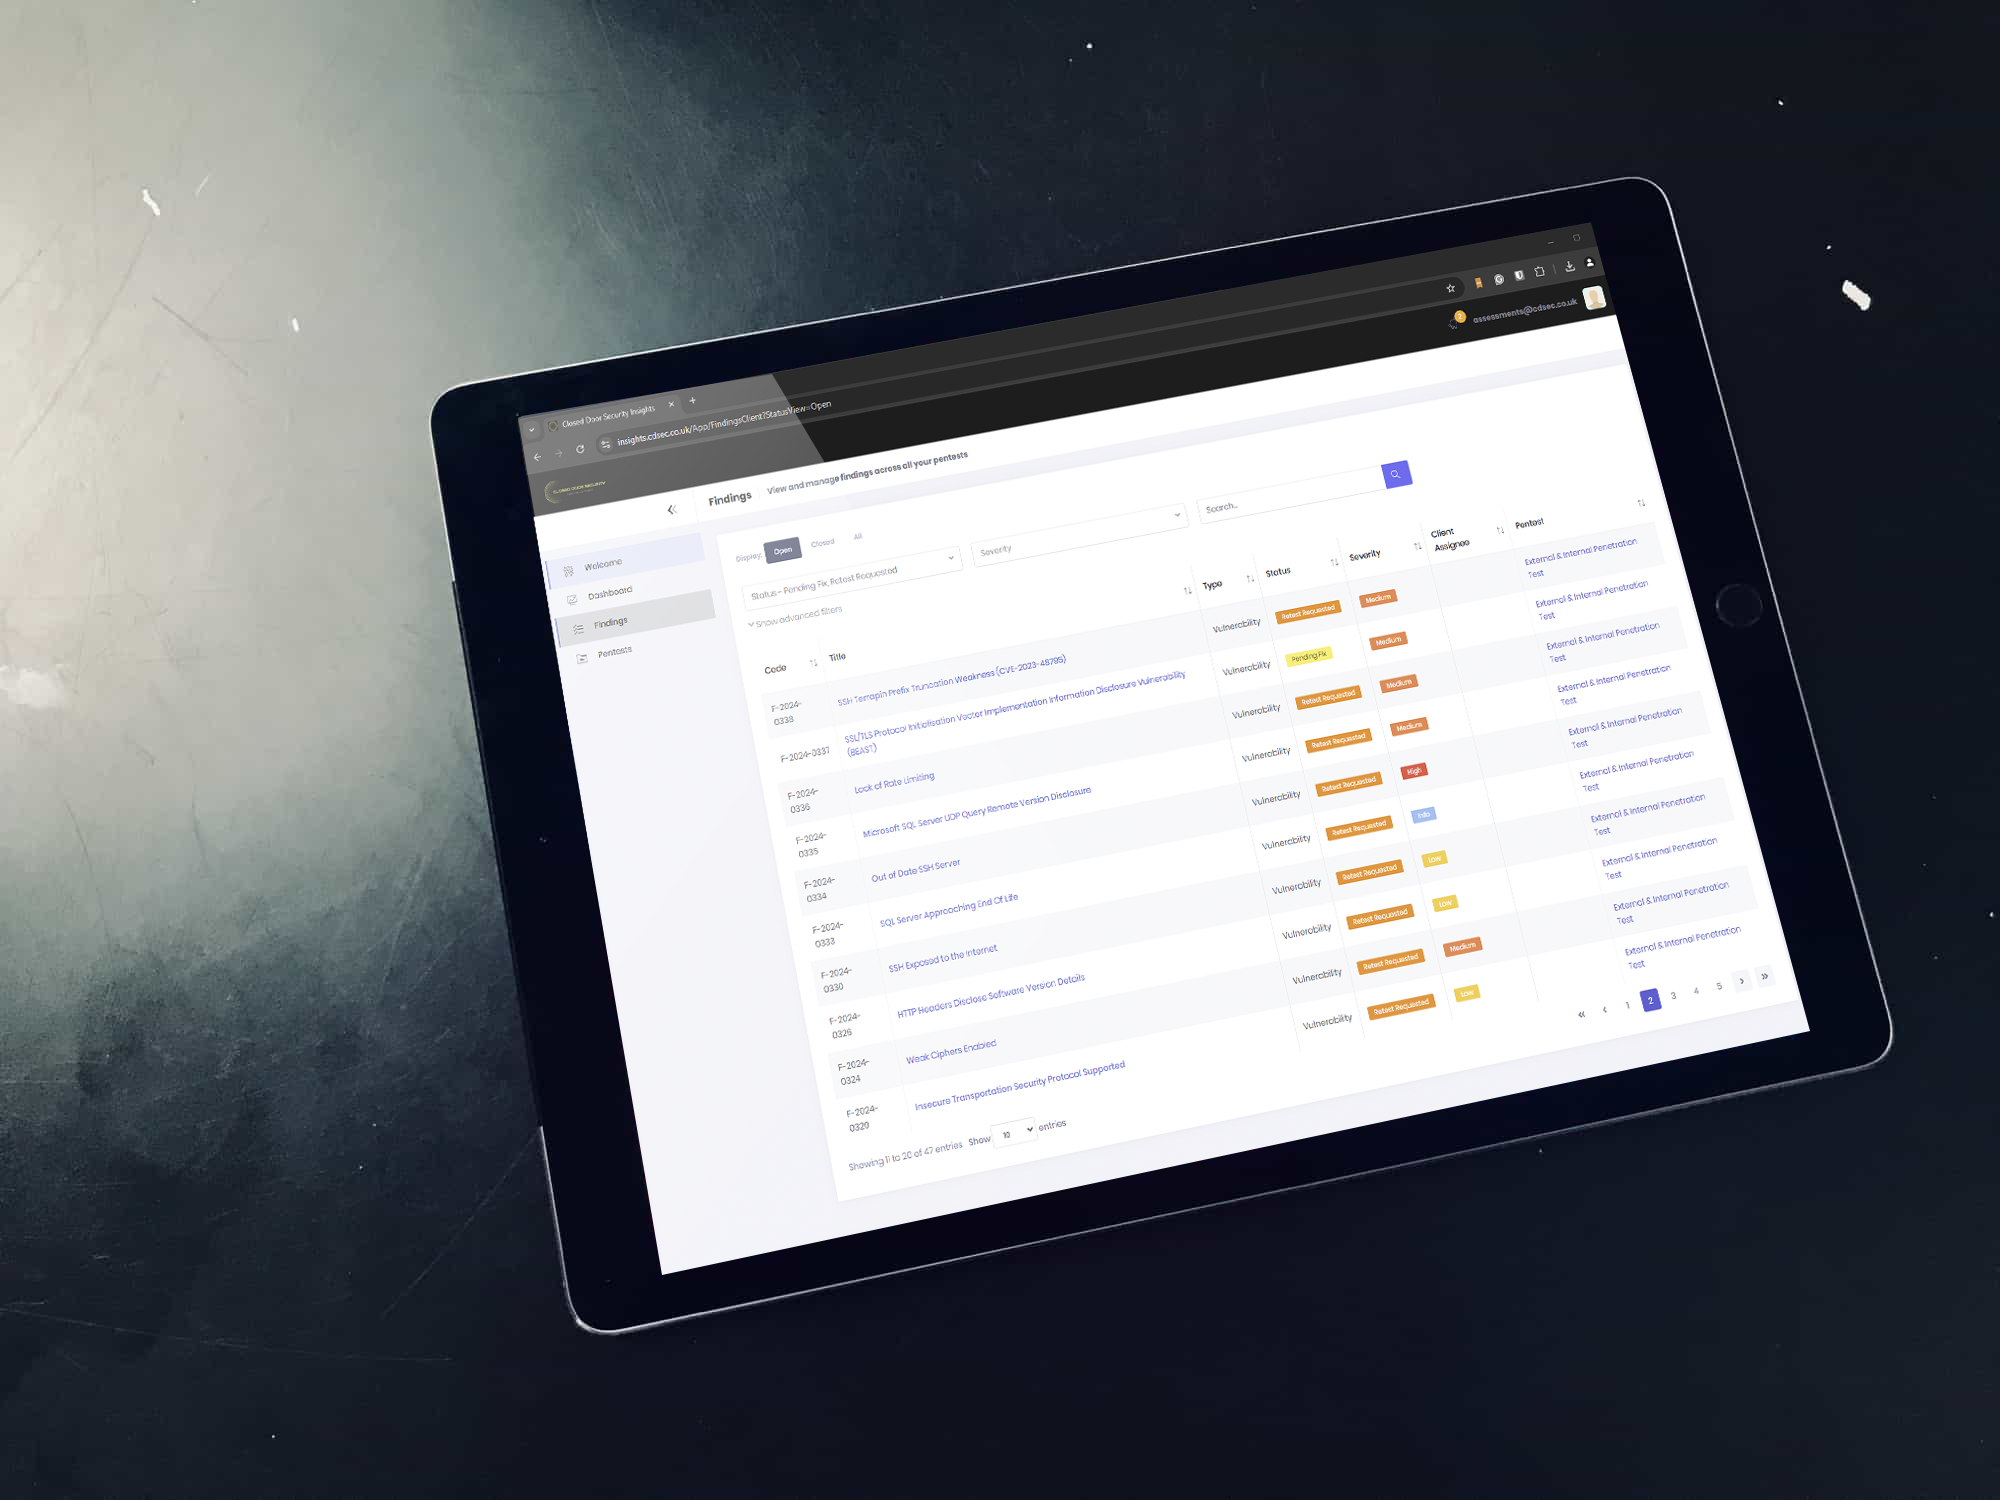 Closed Door Security Insights
insights.cdsec.co.uk/App/FindingsClient?StatusView=Open
2
assessments@cdsec.co.uk
CLOSED DOOR SECURITY
Findings View and manage findings across all your pentests
Welcome
Dashboard
Findings
Pentests
Display: Open Closed All
Status - Pending Fix, Retest Requested
Severity
Search..
Show advanced filters
Code Title Type Status Severity Client Assignee Pentest
F-2024-0338 SSH Terrapin Prefix Truncation Weakness (CVE-2023-48795) Vulnerability Retest Requested Medium External & Internal Penetration Test
F-2024-0337 SSL/TLS Protocol Initialisation Vector Implementation Information Disclosure Vulnerability (BEAST) Vulnerability Pending Fix Medium External & Internal Penetration Test
F-2024-0336 Lack of Rate Limiting Vulnerability Retest Requested Medium External & Internal Penetration Test
F-2024-0335 Microsoft SQL Server UDP Query Remote Version Disclosure Vulnerability Retest Requested Medium External & Internal Penetration Test
F-2024-0334 Out of Date SSH Server Vulnerability Retest Requested High External & Internal Penetration Test
F-2024-0333 SQL Server Approaching End Of Life Vulnerability Retest Requested Info External & Internal Penetration Test
F-2024-0330 SSH Exposed to the Internet Vulnerability Retest Requested Low External & Internal Penetration Test
F-2024-0326 HTTP Headers Disclose Software Version Details Vulnerability Retest Requested Low External & Internal Penetration Test
F-2024-0324 Weak Ciphers Enabled Vulnerability Retest Requested Medium External & Internal Penetration Test
F-2024-0320 Insecure Transportation Security Protocol Supported Vulnerability Retest Requested Low External & Internal Penetration Test
Showing 11 to 20 of 47 entries Show 10 entries
« ‹ 1 2 3 4 5 › »